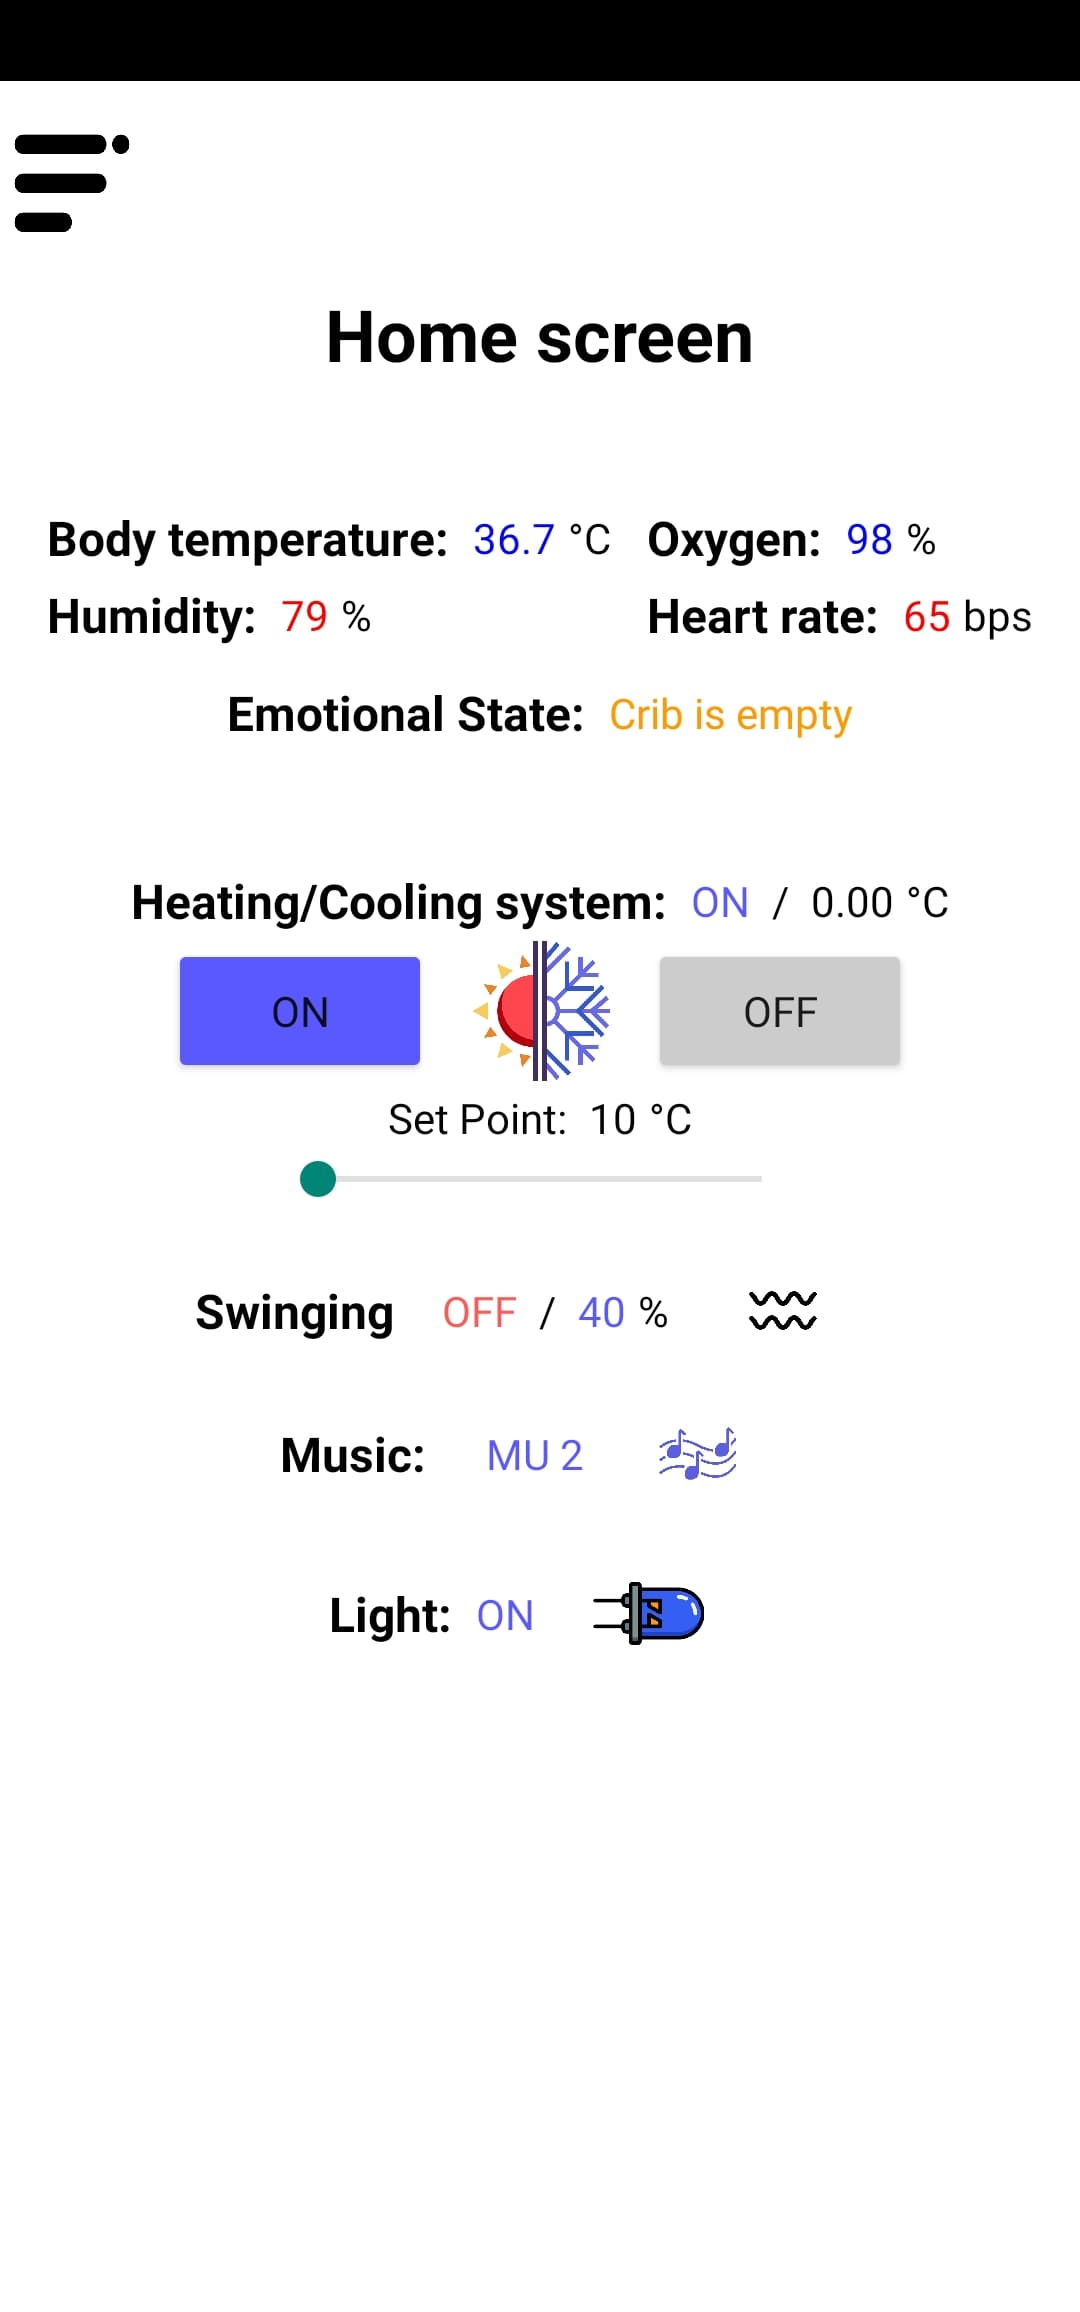 Home screen
Body temperature: 36.7 °C Oxygen: 98 %
Humidity: 79 % Heart rate: 65 bps
Emotional State: Crib is empty
Heating/Cooling system: ON / 0.00 °C
ON OFF
Set Point: 10 °C
Swinging OFF / 40 %
Music: MU 2
Light: ON